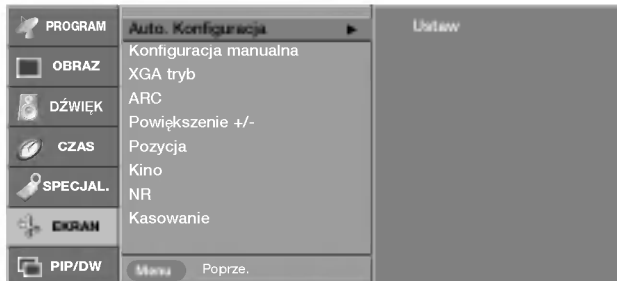 PROGRAM
OBRAZ
DŹWIĘK
CZAS
SPECJAL.
EKRAN
PIP/DW
Auto. Konfiguracja
Konfiguracja manualna
XGA tryb
ARC
Powiększenie +/-
Pozycja
Kino
NR
Kasowanie
Menu Poprze.
Ustaw